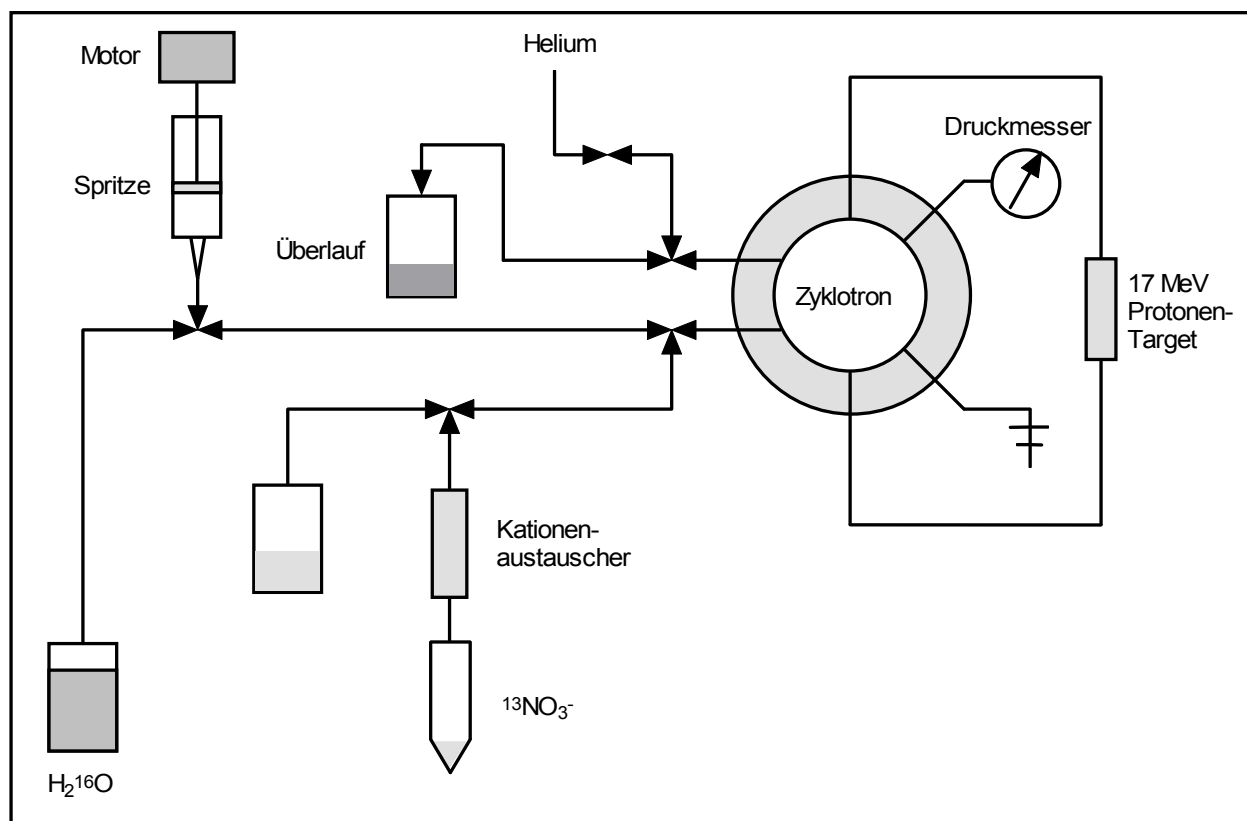 Motor
Helium
Druckmesser
Spritze
Überlauf
Zyklotron
17 MeV
Protonen-
Target
Kationen-
austauscher
¹³NO₃⁻
H₂¹⁶O